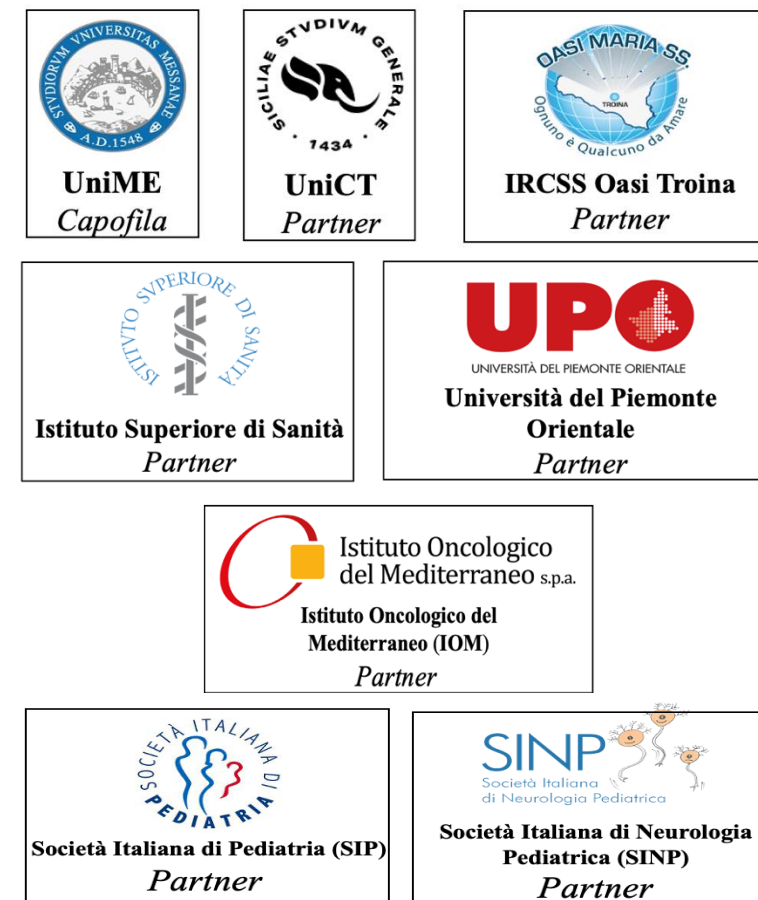 STVDIORVM VNIVERSITAS MESSANAE
A.D.1548
UniME
Capofila
SICILIAE STVDIVM GENERALE
1434
UniCT
Partner
OASI MARIA SS.
TROINA
Ognuno è Qualcuno da Amare
IRCSS Oasi Troina
Partner
ISTITVTO SVPERIORE DI SANITÀ
Istituto Superiore di Sanità
Partner
UPO
UNIVERSITÀ DEL PIEMONTE ORIENTALE
Università del Piemonte
Orientale
Partner
Istituto Oncologico
del Mediterraneo s.p.a.
Istituto Oncologico del
Mediterraneo (IOM)
Partner
SOCIETÀ ITALIANA DI
PEDIATRIA
Società Italiana di Pediatria (SIP)
Partner
SINP
Società Italiana
di Neurologia Pediatrica
Società Italiana di Neurologia
Pediatrica (SINP)
Partner